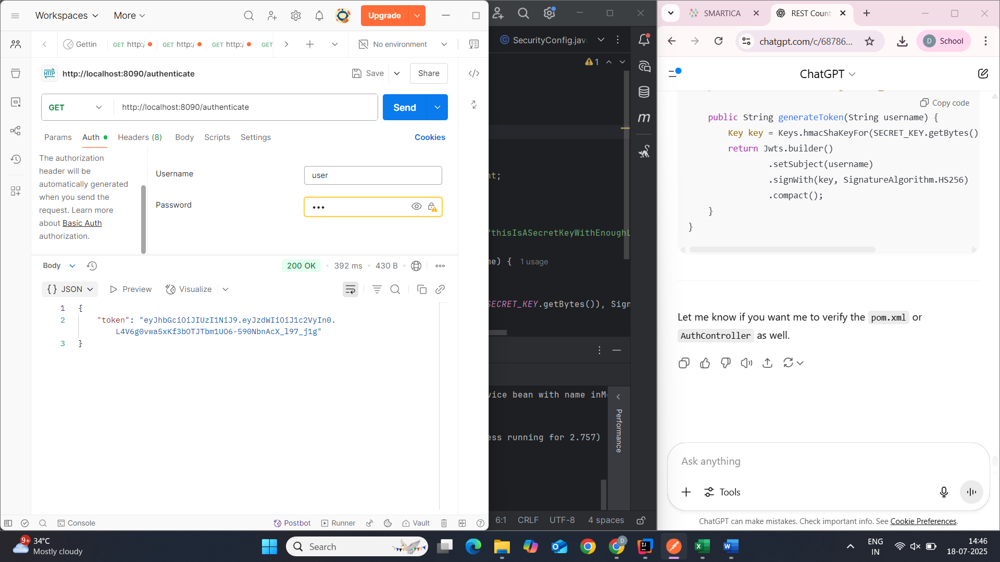 Workspaces
More
Upgrade
Gettin
GET http:/
GET http:/
GET http:/
GET
No environment
http://localhost:8090/authenticate
Save
Share
GET
http://localhost:8090/authenticate
Send
Params
Auth
Headers (8)
Body
Scripts
Settings
Cookies
The authorization
header will be
automatically generated
when you send the
request. Learn more
about Basic Auth
authorization.
Username
user
Password
Body
200 OK
392 ms
430 B
{} JSON
Preview
Visualize
1 {
2 "token": "eyJhbGciOiJIUzI1NiJ9.eyJzdWIiOiJ1c2VyIn0.
L4V6g0vwa5xKf3bOTJTbm1UO6-590NbnAcX_l97_j1g"
3 }
Console
Postbot
Runner
Vault
SecurityConfig.java
1
nt;
"thisIsASecretKeyWithEnoughL
me) { 1 usage
SECRET_KEY.getBytes()), Sign
vice bean with name inMe
ess running for 2.757)
Performance
6:1
CRLF
UTF-8
4 spaces
SMARTICA
REST Count
chatgpt.com/c/68786...
D
School
ChatGPT
Copy code
public String generateToken(String username) {
Key key = Keys.hmacShaKeyFor(SECRET_KEY.getBytes()
return Jwts.builder()
.setSubject(username)
.signWith(key, SignatureAlgorithm.HS256)
.compact();
}
}
Let me know if you want me to verify the pom.xml or
AuthController as well.
Ask anything
Tools
ChatGPT can make mistakes. Check important info. See Cookie Preferences.
9+
34°C
Mostly cloudy
Search
ENG
IN
14:46
18-07-2025